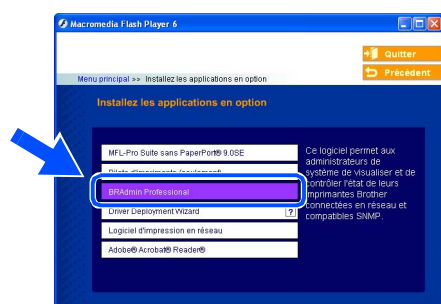 Macromedia Flash Player 6
Quitter
Précédent
Menu principal »» Installez les applications en option
Installez les applications en option
MFL-Pro Suite sans PaperPort® 9.0SE
Pilote d'imprimante (seulement)
BRAdmin Professional
Driver Deployment Wizard
?
Logiciel d'impression en réseau
Adobe® Acrobat® Reader®
Ce logiciel permet aux
administrateurs de
système de visualiser et de
contrôler l'état de leurs
imprimantes Brother
connectées en réseau et
compatibles SNMP.